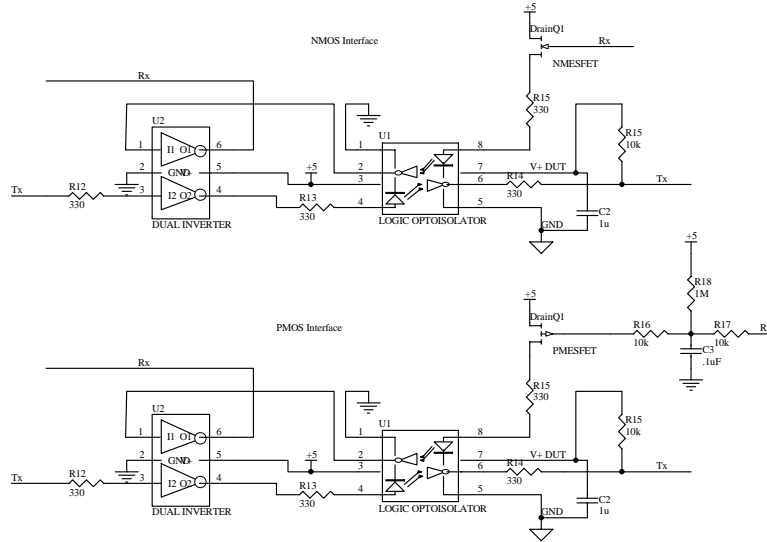 +5
DrainQ1
NMOS Interface
Rx
NMESFET
Rx
R15
330
R15
10k
U2
U1
1
I1 O1
6
1
8
2
GND
V+
5
+5
2
7
V+ DUT
3
6
R14
330
Tx
Tx
R12
330
3
I2 O2
4
R13
330
4
5
GND
C2
1u
DUAL INVERTER
LOGIC OPTOISOLATOR
+5
R18
1M
+5
DrainQ1
PMOS Interface
R16
10k
R17
10k
R
PMESFET
C3
.1uF
Rx
R15
330
R15
10k
U2
U1
1
I1 O1
6
1
8
2
GND
V+
5
+5
2
7
V+ DUT
3
6
R14
330
Tx
Tx
R12
330
3
I2 O2
4
R13
330
4
5
GND
C2
1u
DUAL INVERTER
LOGIC OPTOISOLATOR